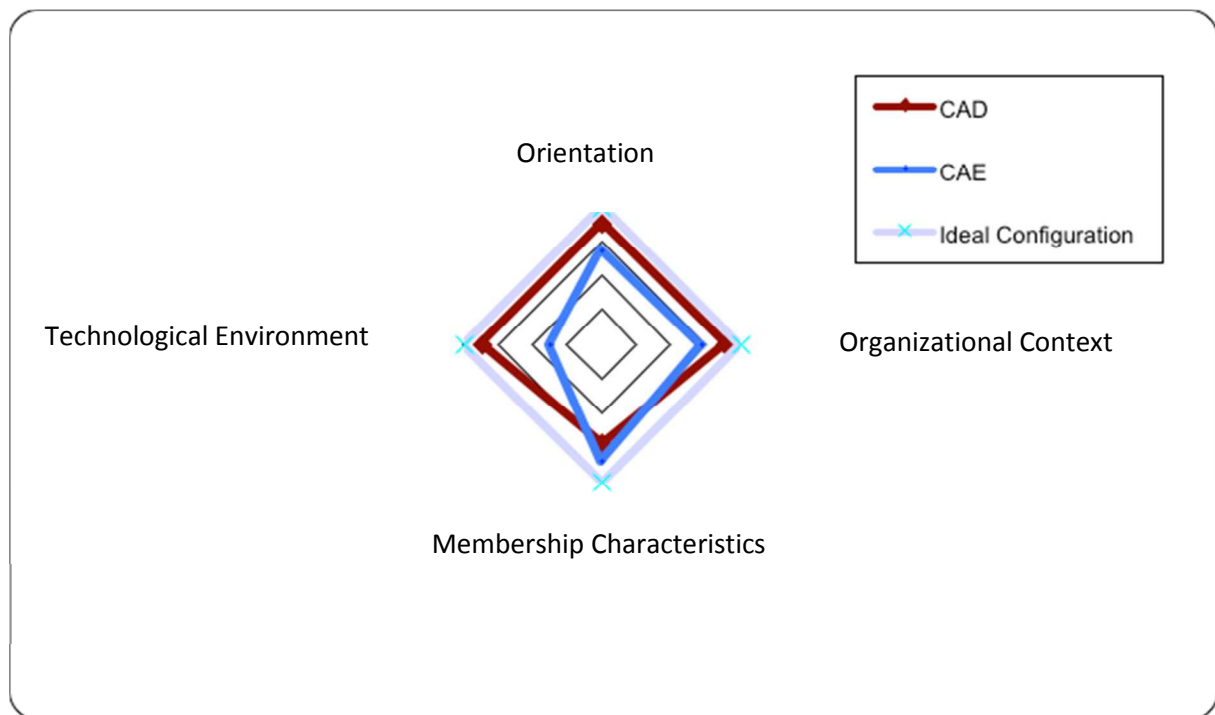 CAD
Orientation
CAE
Ideal Configuration
Technological Environment
Organizational Context
Membership Characteristics